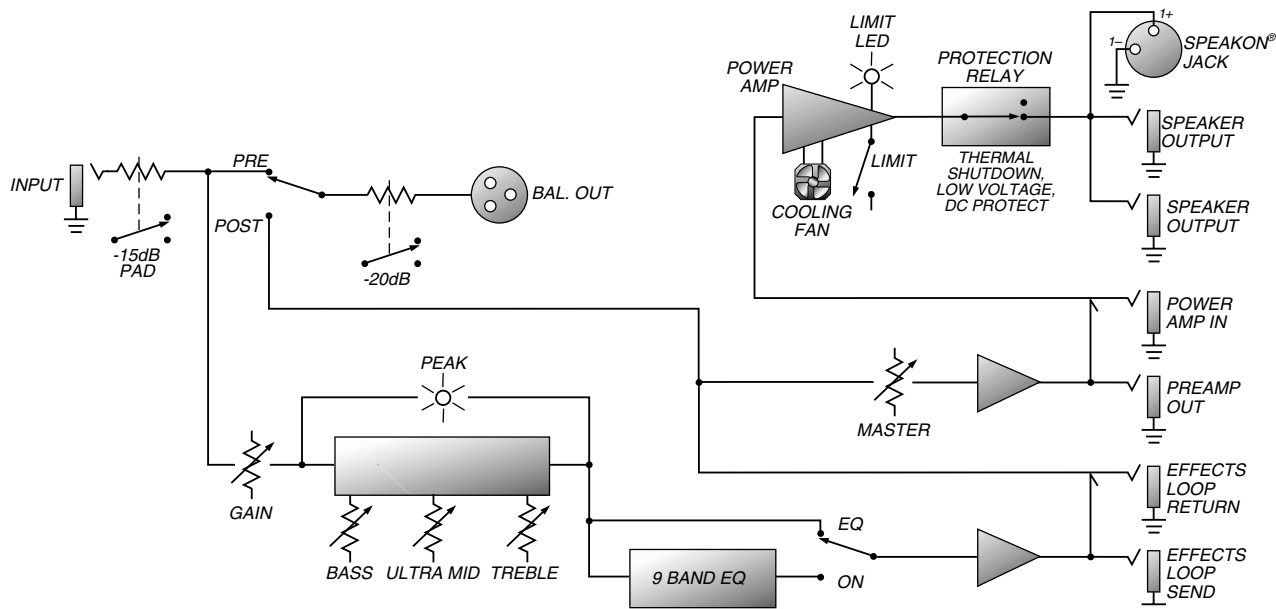 LIMIT
LED
1+
1–
SPEAKON®
JACK
POWER
AMP
PROTECTION
RELAY
SPEAKER
OUTPUT
LIMIT
THERMAL
SHUTDOWN,
LOW VOLTAGE,
DC PROTECT
COOLING
FAN
SPEAKER
OUTPUT
INPUT
PRE
BAL. OUT
POST
-15dB
PAD
-20dB
POWER
AMP IN
PEAK
MASTER
PREAMP
OUT
GAIN
BASS
ULTRA MID
TREBLE
EFFECTS
LOOP
RETURN
EQ
9 BAND EQ
ON
EFFECTS
LOOP
SEND